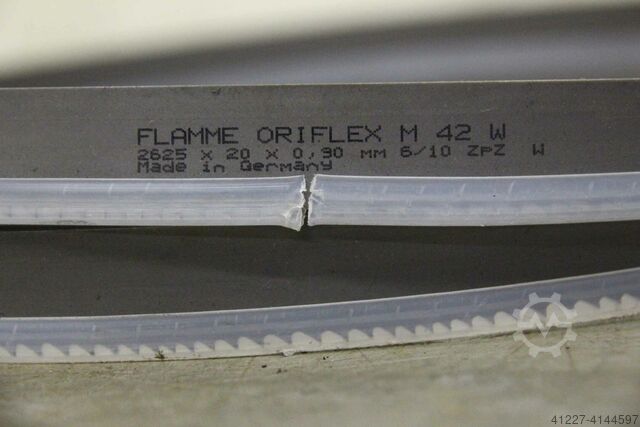 FLAMME ORIFLEX M 42 W
2625 x 20 x 0,90 mm 6/10 ZpZ W
Made in Germany
41227-4144597